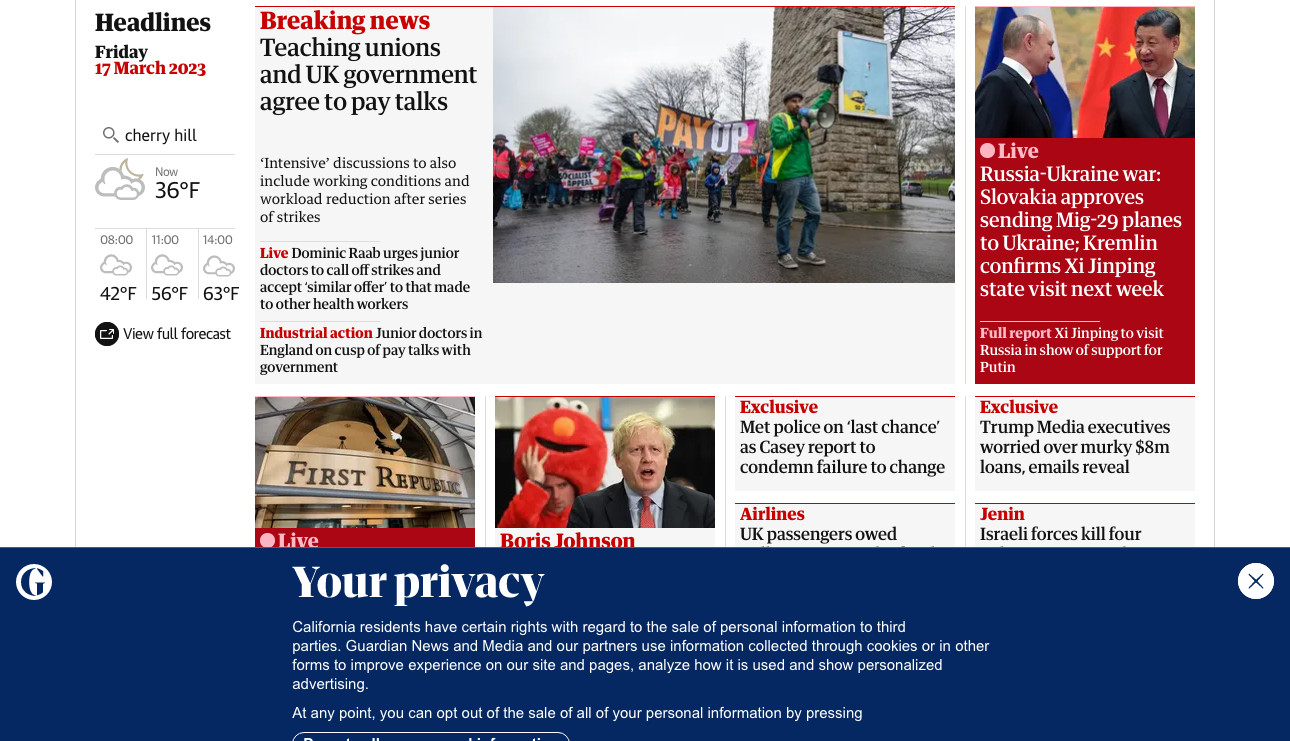 Headlines
Friday
17 March 2023
cherry hill
Now
36°F
08:00
11:00
14:00
42°F
56°F
63°F
View full forecast
Breaking news
Teaching unions
and UK government
agree to pay talks
‘Intensive’ discussions to also
include working conditions and
workload reduction after series
of strikes
Live Dominic Raab urges junior
doctors to call off strikes and
accept ‘similar offer’ to that made
to other health workers
Industrial action Junior doctors in
England on cusp of pay talks with
government
PAY UP
SOCIALIST
APPEAL
Live
Russia-Ukraine war:
Slovakia approves
sending Mig-29 planes
to Ukraine; Kremlin
confirms Xi Jinping
state visit next week
Full report Xi Jinping to visit
Russia in show of support for
Putin
FIRST REPUBLIC
Live
Boris Johnson
Exclusive
Met police on ‘last chance’
as Casey report to
condemn failure to change
Airlines
UK passengers owed
Exclusive
Trump Media executives
worried over murky $8m
loans, emails reveal
Jenin
Israeli forces kill four
Your privacy
California residents have certain rights with regard to the sale of personal information to third
parties. Guardian News and Media and our partners use information collected through cookies or in other
forms to improve experience on our site and pages, analyze how it is used and show personalized
advertising.
At any point, you can opt out of the sale of all of your personal information by pressing